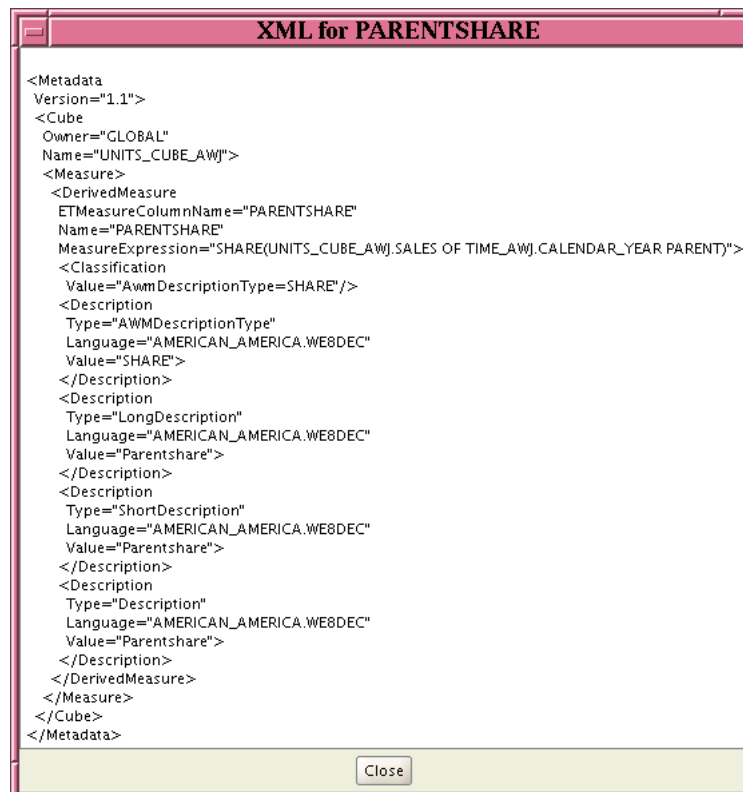 XML for PARENTSHARE
<Metadata
Version="1.1">
<Cube
Owner="GLOBAL"
Name="UNITS_CUBE_AWJ">
<Measure>
<DerivedMeasure
ETMeasureColumnName="PARENTSHARE"
Name="PARENTSHARE"
MeasureExpression="SHARE(UNITS_CUBE_AWJ.SALES OF TIME_AWJ.CALENDAR_YEAR PARENT)">
<Classification
Value="AwmDescriptionType=SHARE"/>
<Description
Type="AWMDescriptionType"
Language="AMERICAN_AMERICA.WE8DEC"
Value="SHARE">
</Description>
<Description
Type="LongDescription"
Language="AMERICAN_AMERICA.WE8DEC"
Value="Parentshare">
</Description>
<Description
Type="ShortDescription"
Language="AMERICAN_AMERICA.WE8DEC"
Value="Parentshare">
</Description>
<Description
Type="Description"
Language="AMERICAN_AMERICA.WE8DEC"
Value="Parentshare">
</Description>
</DerivedMeasure>
</Measure>
</Cube>
</Metadata>
Close